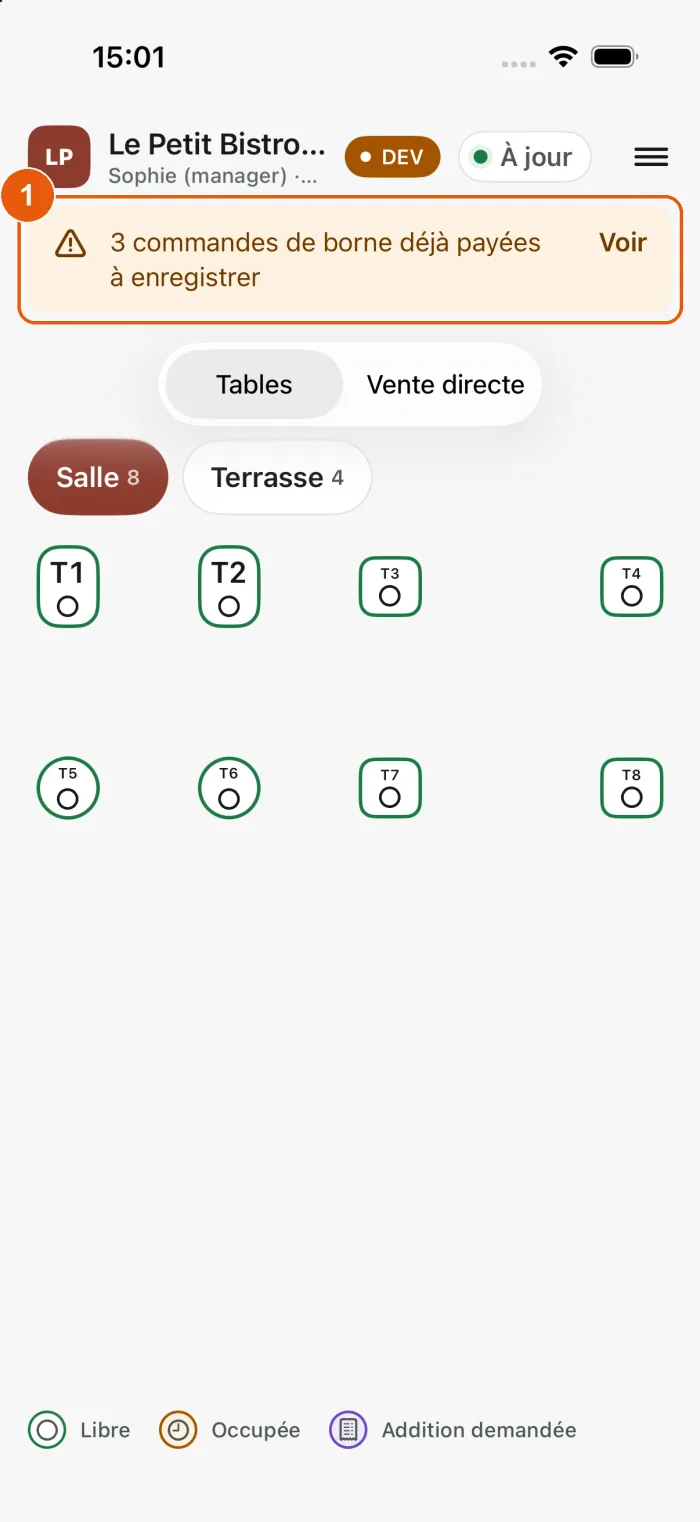 15:01
LP
Le Petit Bistro...
Sophie (manager) ·...
DEV
À jour
1
3 commandes de borne déjà payées
à enregistrer
Voir
Tables
Vente directe
Salle 8
Terrasse 4
T1
T2
T3
T4
T5
T6
T7
T8
Libre
Occupée
Addition demandée